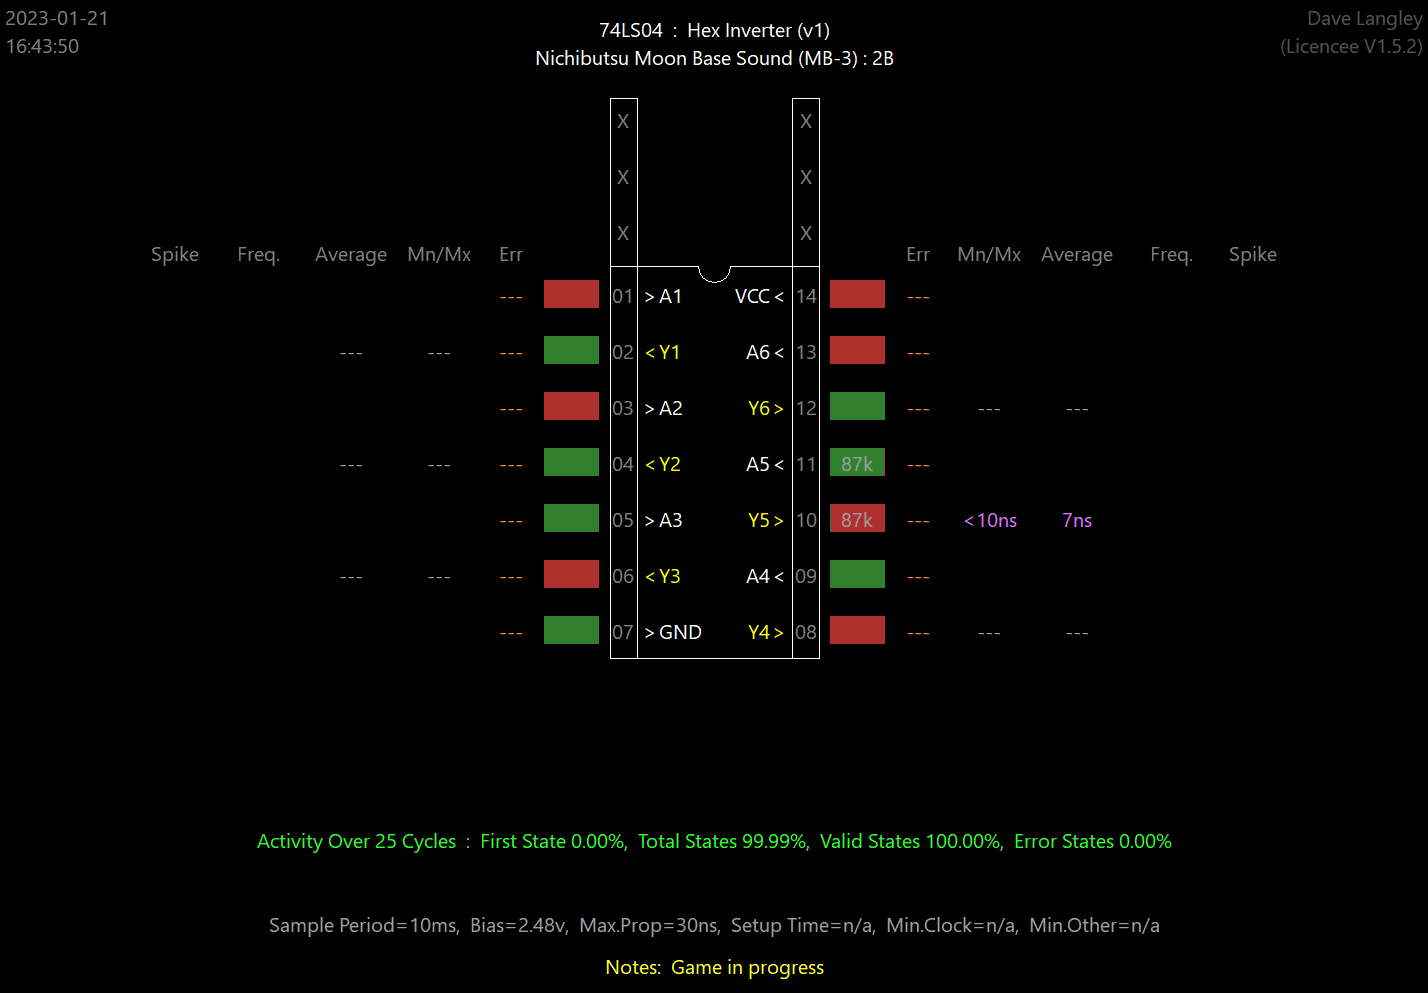 2023-01-21
16:43:50
74LS04 : Hex Inverter (v1)
Nichibutsu Moon Base Sound (MB-3) : 2B
Dave Langley
(Licencee V1.5.2)
X X
X X
X X
Spike Freq. Average Mn/Mx Err Err Mn/Mx Average Freq. Spike
--- 01 >A1 VCC< 14 ---
--- --- --- 02 <Y1 A6< 13 ---
--- 03 >A2 Y6> 12 --- --- ---
--- --- --- 04 <Y2 A5< 11 87k ---
--- 05 >A3 Y5> 10 87k --- <10ns 7ns
--- --- --- 06 <Y3 A4< 09 ---
--- 07 >GND Y4> 08 --- --- ---
Activity Over 25 Cycles : First State 0.00%, Total States 99.99%, Valid States 100.00%, Error States 0.00%
Sample Period=10ms, Bias=2.48v, Max.Prop=30ns, Setup Time=n/a, Min.Clock=n/a, Min.Other=n/a
Notes: Game in progress